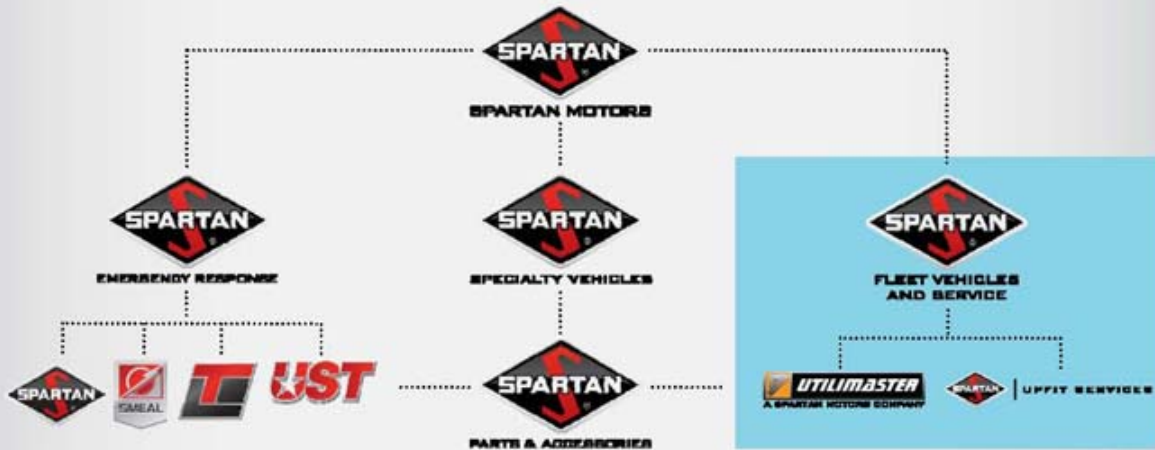 SPARTAN
SPARTAN MOTORS
SPARTAN
EMERGENCY RESPONSE
SPARTAN
SPECIALTY VEHICLES
SPARTAN
FLEET VEHICLES
AND SERVICE
SPARTAN
SMEAL
UST
SPARTAN
PARTS & ACCESSORIES
UTILIMASTER
A SPARTAN MOTORS COMPANY
SPARTAN
UPFIT SERVICES